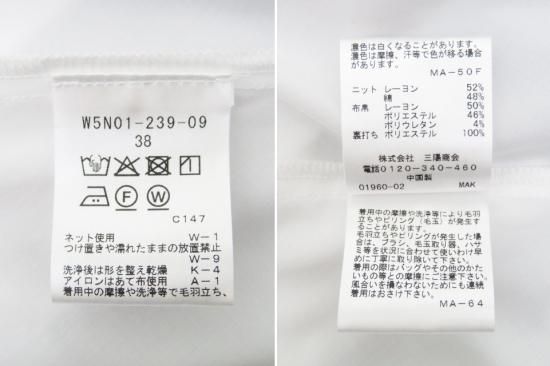 W5N01-239-09
38
C147
ネット使用 W-1
つけ置きや濡れたままの放置禁止
W-9
洗浄後は形を整え乾燥 K-4
アイロンはあて布使用 A-1
着用中の摩擦や洗浄等で毛羽立ち、
濃色は白くなることがあります。
濃色は摩擦、汗等で色が移る場合
があります。
MA-50F
ニット レーヨン 52%
綿 48%
布帛 レーヨン 50%
ポリエステル 46%
ポリウレタン 4%
裏打ち ポリエステル 100%
株式会社 三陽商会
電話0120-340-460
中国製
01960-02 MAK
着用中の摩擦や洗浄等により毛羽
立ちやピリング(毛玉)が発生す
ることがあります。
毛羽立ちやピリングが発生した場合
は、ブラシ、毛玉取り器、ハサ
ミ等を状況に合わせて使いわけ早
めに丁寧に取り除いて下さい。
着用の際はバッグやその他のかた
いもの等との摩擦に注意し、
風合いを損なわないためにも連続
着用はおさけ下さい。
MA-64